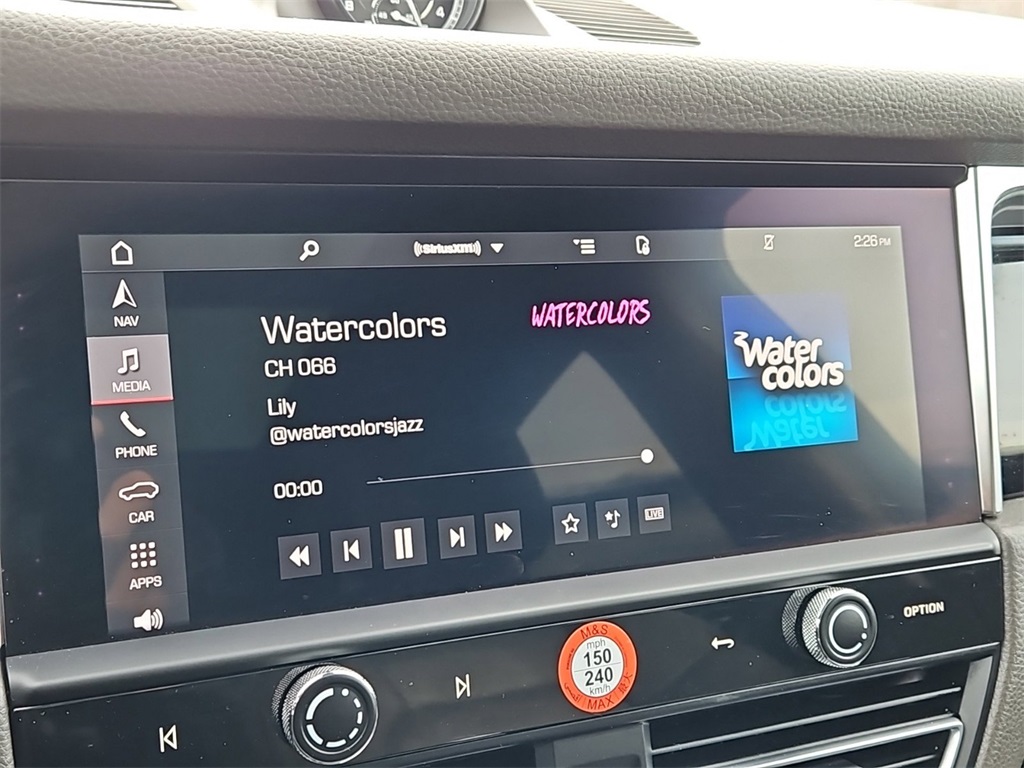 ((SiriusXM))
2:26 PM
NAV
MEDIA
PHONE
CAR
APPS
Watercolors
CH 066
Lily
@watercolorsjazz
WATERCOLORS
Water
colors
00:00
LIVE
OPTION
M&S
mph
150
240
km/h
MAX